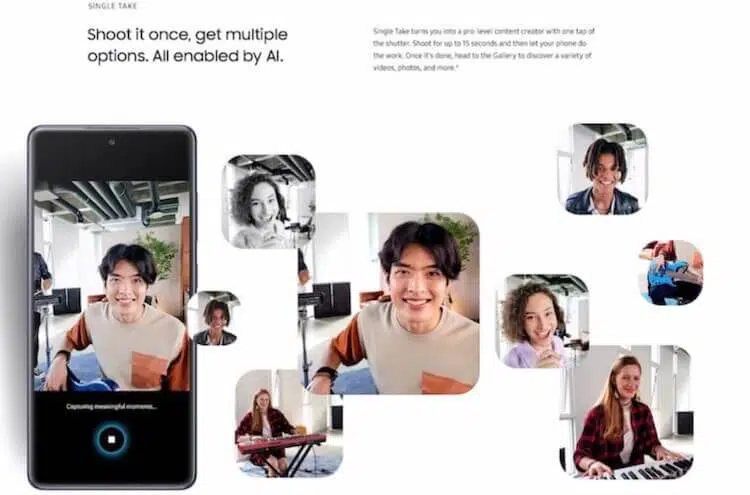 SINGLE TAKE
Shoot it once, get multiple
options. All enabled by AI.
Single Take turns you into a pro-level content creator with one tap of
the shutter. Shoot for up to 15 seconds and then let your phone do
the work. Once it's done, head to the Gallery to discover a variety of
videos, photos, and more.*
Capturing meaningful moments...